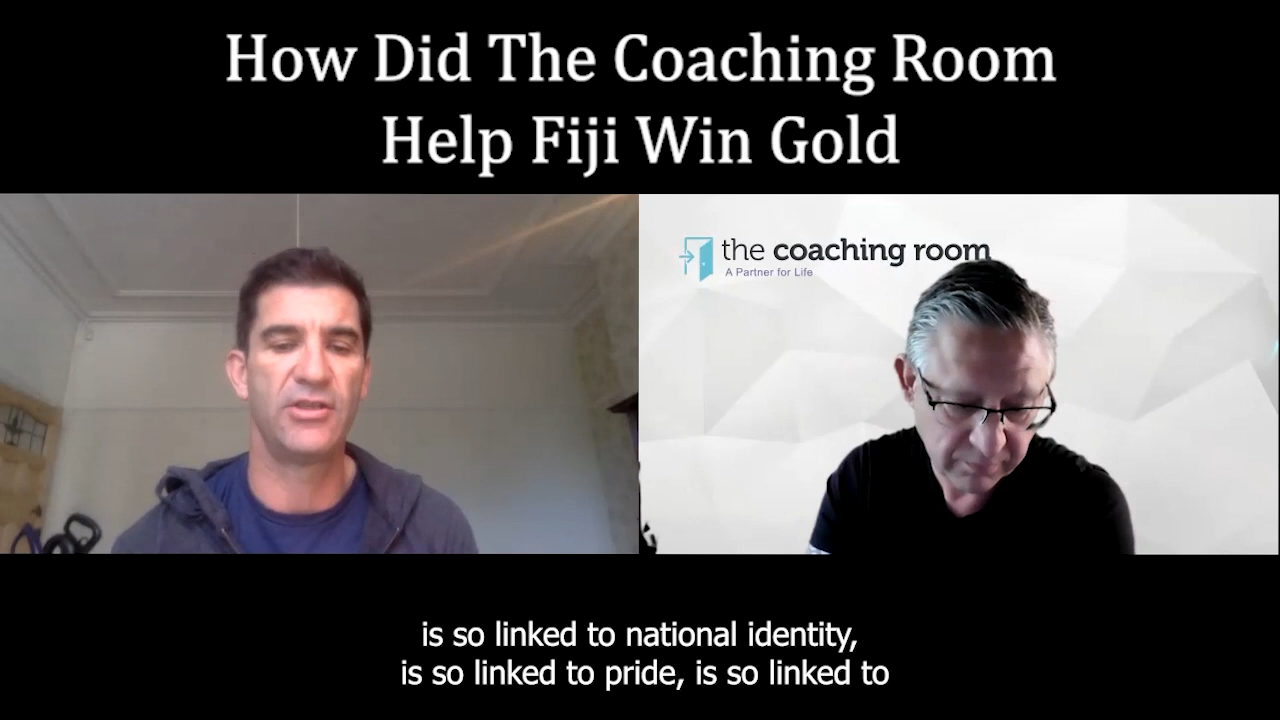 How Did The Coaching Room
Help Fiji Win Gold
the coaching room
A Partner for Life
is so linked to national identity,
is so linked to pride, is so linked to